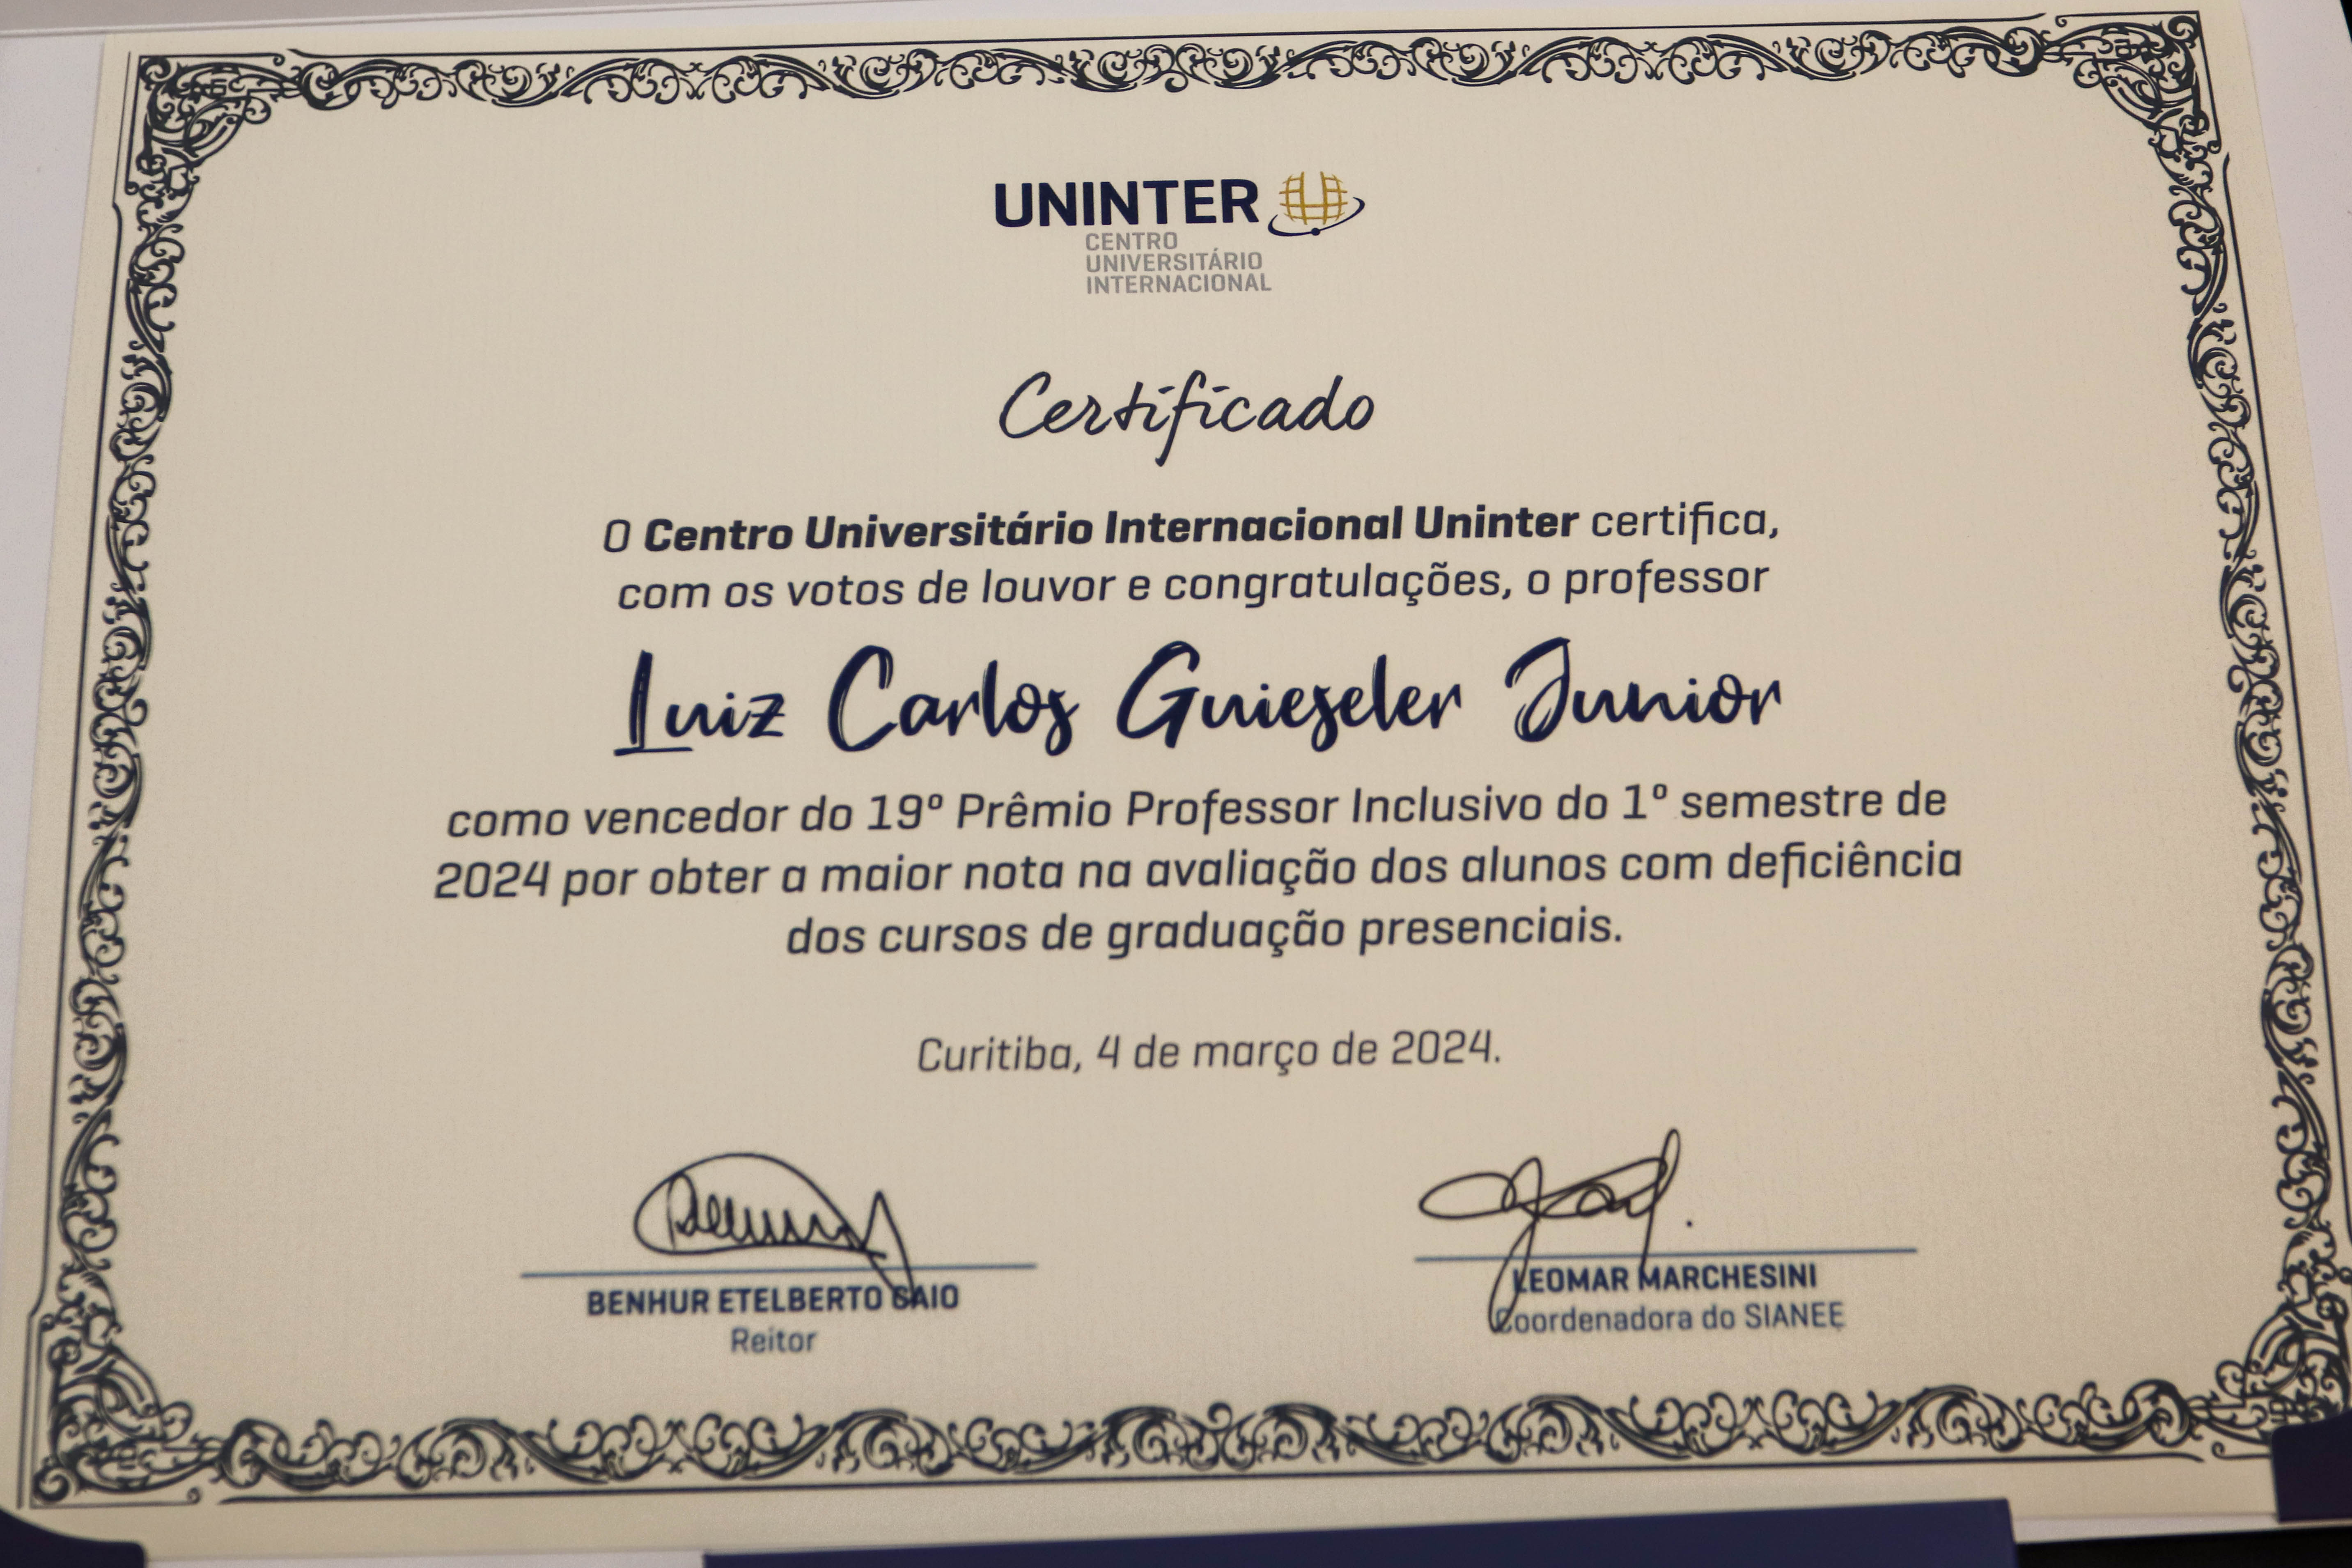 UNINTER
CENTRO
UNIVERSITÁRIO
INTERNACIONAL
Certificado
O Centro Universitário Internacional Uninter certifica,
com os votos de louvor e congratulações, o professor
Luiz Carlos Guieseler Junior
como vencedor do 19º Prêmio Professor Inclusivo do 1º semestre de
2024 por obter a maior nota na avaliação dos alunos com deficiência
dos cursos de graduação presenciais.
Curitiba, 4 de março de 2024.
BENHUR ETELBERTO GAIO
Reitor
LEOMAR MARCHESINI
Coordenadora do SIANEE